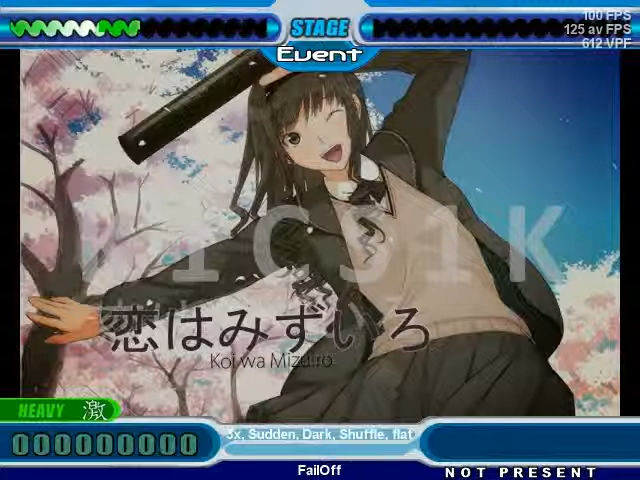 STAGE
Event
100 FPS
125 av FPS
612 VPF
恋はみずいろ
Koi wa Mizuiro
HEAVY 激
000000000
3x, Sudden, Dark, Shuffle, flat
FailOff
NOT PRESENT